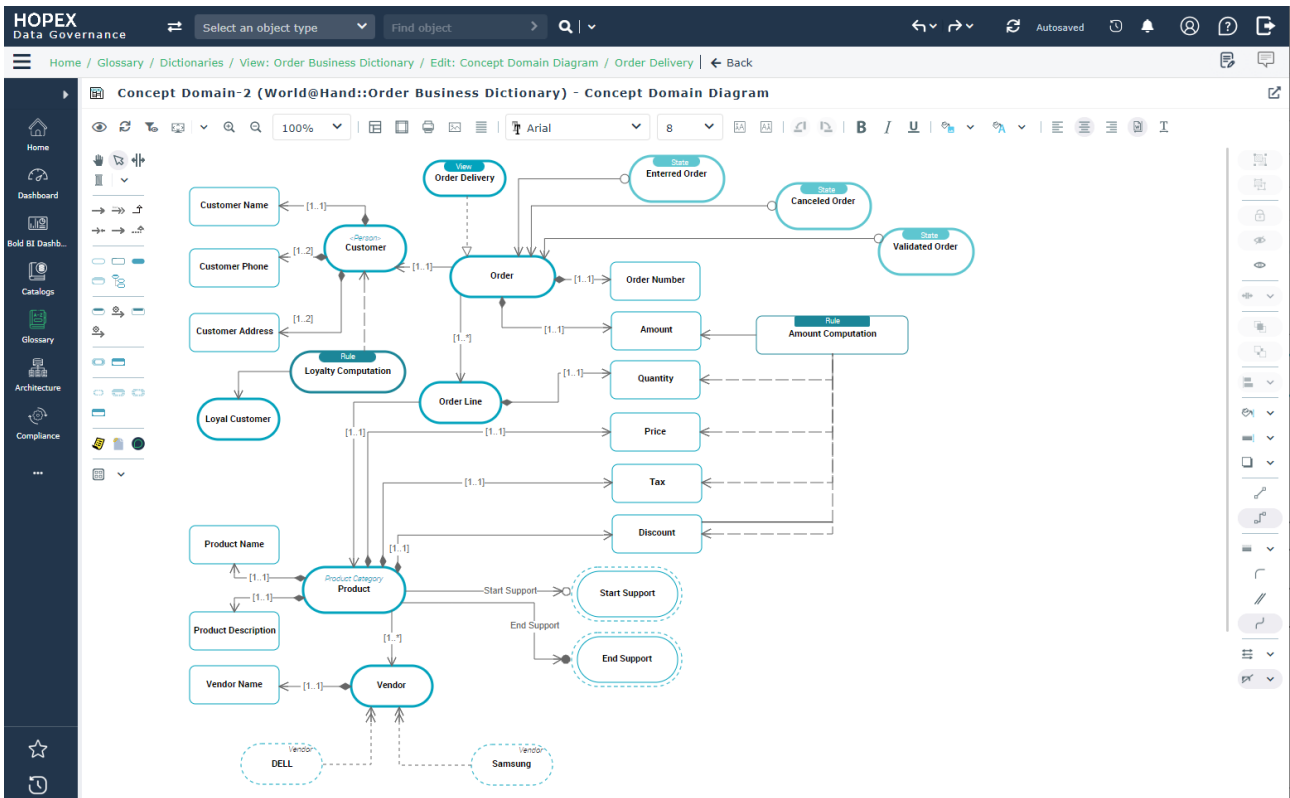 HOPEX
Data Governance
Select an object type
Find object
Autosaved
Home / Glossary / Dictionaries / View: Order Business Dictionary / Edit: Concept Domain Diagram / Order Delivery
Back
Concept Domain-2 (World@Hand::Order Business Dictionary) - Concept Domain Diagram
100%
Arial
8
B I U
Home
Dashboard
Bold BI Dashb...
Catalogs
Glossary
Architecture
Compliance
View
Order Delivery
State
Enterred Order
State
Canceled Order
State
Validated Order
Customer Name
[1..1]
<Person>
Customer
Customer Phone
[1..2]
[1..1]
Order
[1..1]
Order Number
Customer Address
[1..2]
[1..1]
Amount
Rule
Amount Computation
[1..*]
Rule
Loyalty Computation
[1..1]
Quantity
Loyal Customer
Order Line
[1..1]
[1..1]
Price
[1..1]
Tax
Discount
[1..1]
Product Name
[1..1]
Product Category
Product
[1..1]
Product Description
Start Support
Start Support
End Support
End Support
[1..*]
Vendor Name
[1..1]
Vendor
Vendor
DELL
Vendor
Samsung